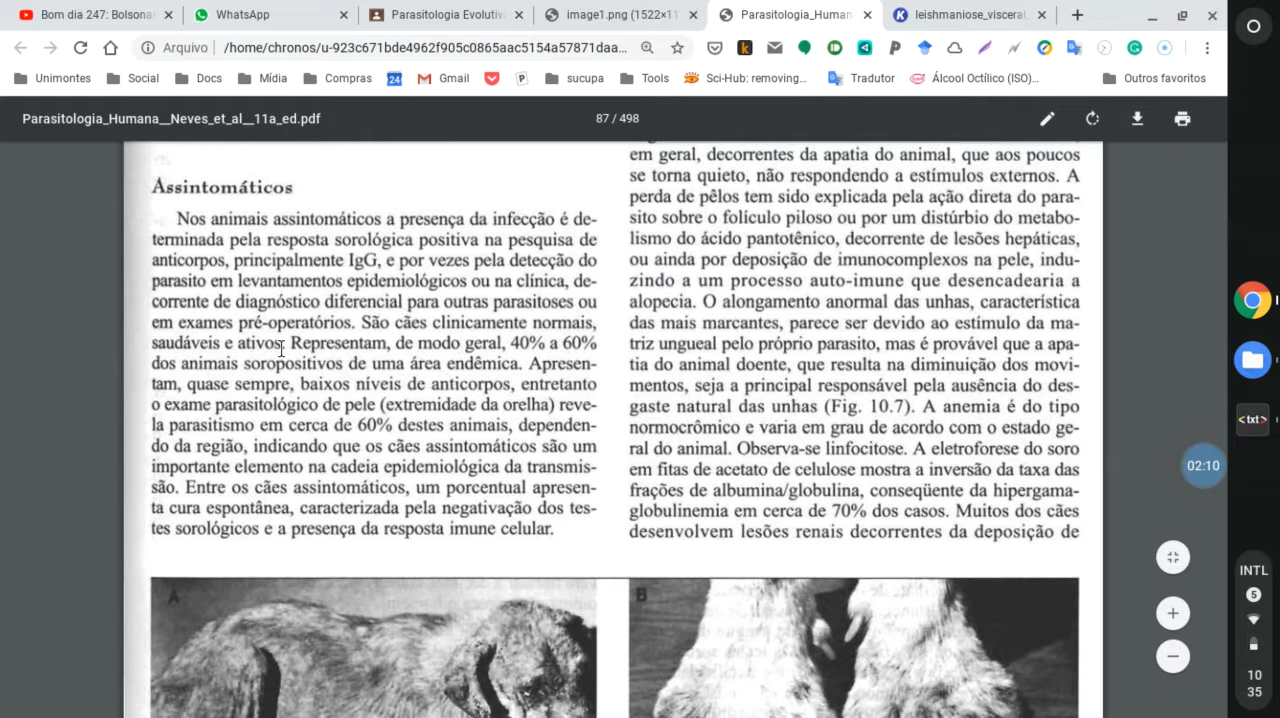 Bom dia 247: Bolsona
WhatsApp
Parasitologia Evolutiv
image1.png (1522×11
Parasitologia_Human
leishmaniose_visceral
Arquivo
/home/chronos/u-923c671bde4962f905c0865aac5154a57871daa...
Unimontes
Social
Docs
Mídia
Compras
24
Gmail
P
sucupa
Tools
Sci-Hub: removing...
Tradutor
Álcool Octílico (ISO)...
Outros favoritos
Parasitologia_Humana__Neves_et_al__11a_ed.pdf
87 / 498
Assintomáticos
Nos animais assintomáticos a presença da infecção é de-
terminada pela resposta sorológica positiva na pesquisa de
anticorpos, principalmente IgG, e por vezes pela detecção do
parasito em levantamentos epidemiológicos ou na clínica, de-
corrente de diagnóstico diferencial para outras parasitoses ou
em exames pré-operatórios. São cães clinicamente normais,
saudáveis e ativos. Representam, de modo geral, 40% a 60%
dos animais soropositivos de uma área endêmica. Apresen-
tam, quase sempre, baixos níveis de anticorpos, entretanto
o exame parasitológico de pele (extremidade da orelha) reve-
la parasitismo em cerca de 60% destes animais, dependen-
do da região, indicando que os cães assintomáticos são um
importante elemento na cadeia epidemiológica da transmis-
são. Entre os cães assintomáticos, um porcentual apresen-
ta cura espontânea, caracterizada pela negativação dos tes-
tes sorológicos e a presença da resposta imune celular.
em geral, decorrentes da apatia do animal, que aos poucos
se torna quieto, não respondendo a estímulos externos. A
perda de pêlos tem sido explicada pela ação direta do para-
sito sobre o folículo piloso ou por um distúrbio do metabo-
lismo do ácido pantotênico, decorrente de lesões hepáticas,
ou ainda por deposição de imunocomplexos na pele, indu-
zindo a um processo auto-imune que desencadearia a
alopecia. O alongamento anormal das unhas, característica
das mais marcantes, parece ser devido ao estímulo da ma-
triz ungueal pelo próprio parasito, mas é provável que a apa-
tia do animal doente, que resulta na diminuição dos movi-
mentos, seja a principal responsável pela ausência do des-
gaste natural das unhas (Fig. 10.7). A anemia é do tipo
normocrômico e varia em grau de acordo com o estado ge-
ral do animal. Observa-se linfocitose. A eletroforese do soro
em fitas de acetato de celulose mostra a inversão da taxa das
frações de albumina/globulina, conseqüente da hipergama-
globulinemia em cerca de 70% dos casos. Muitos dos cães
desenvolvem lesões renais decorrentes da deposição de
A
B
<txt>
02:10
INTL
5
10
35